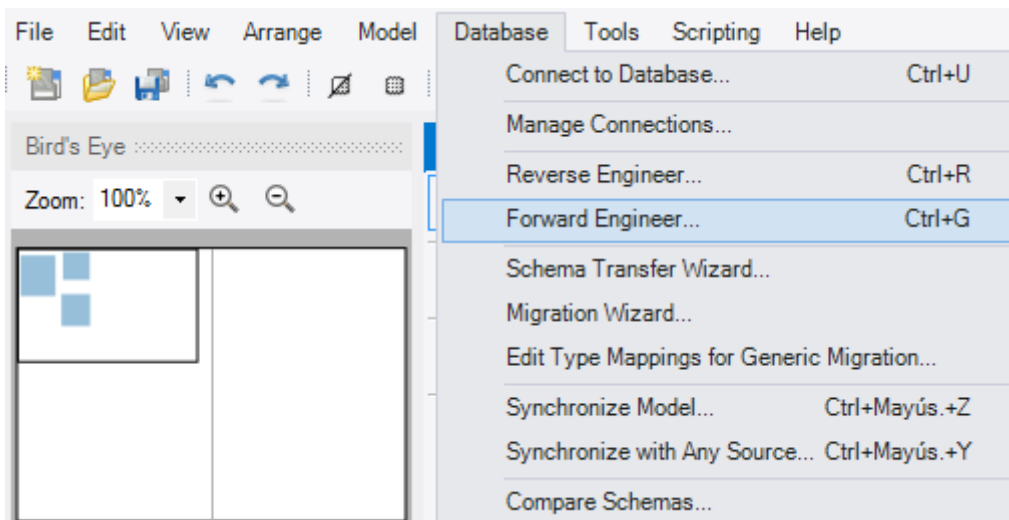 File Edit View Arrange Model Database Tools Scripting Help
Connect to Database... Ctrl+U
Manage Connections...
Bird's Eye
Reverse Engineer... Ctrl+R
Zoom: 100%
Forward Engineer... Ctrl+G
Schema Transfer Wizard...
Migration Wizard...
Edit Type Mappings for Generic Migration...
Synchronize Model... Ctrl+Mayús.+Z
Synchronize with Any Source... Ctrl+Mayús.+Y
Compare Schemas...